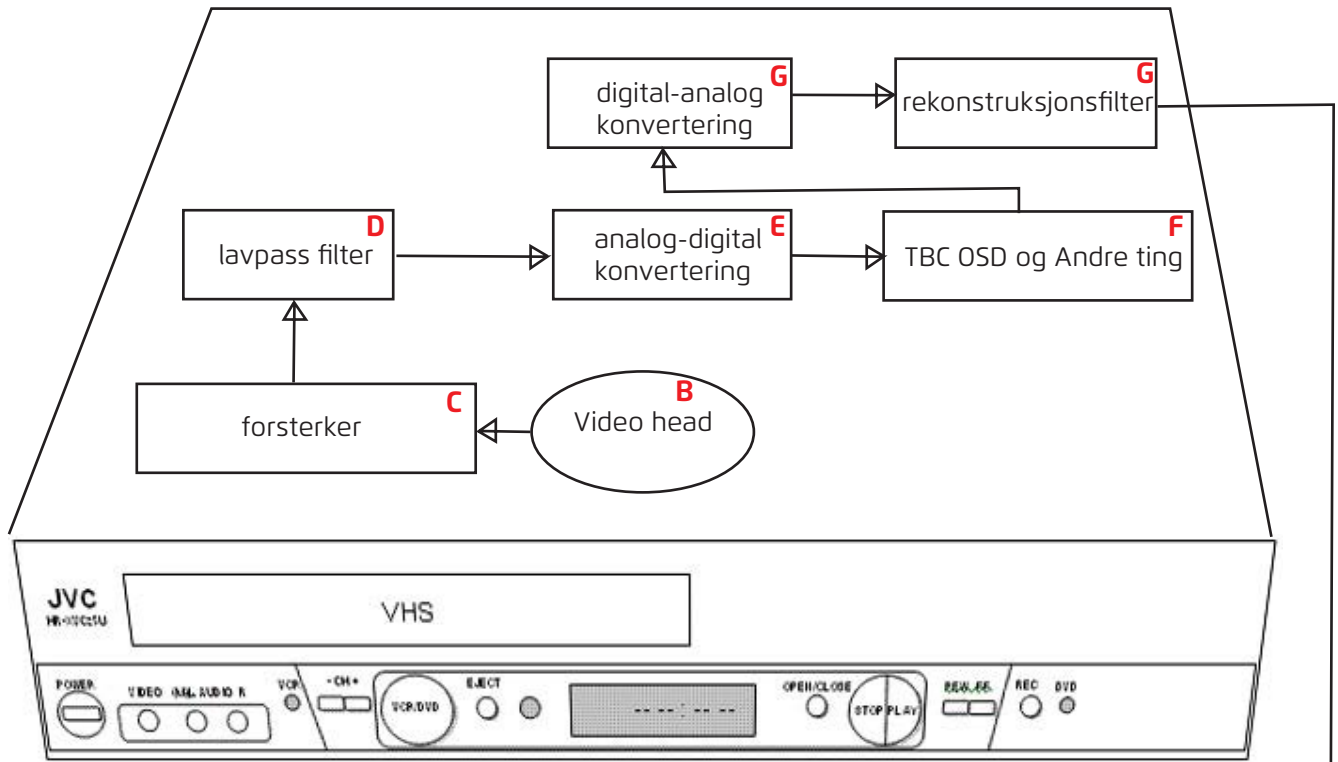 G
digital-analog
konvertering
G
rekonstruksjonsfilter
D
lavpass filter
E
analog-digital
konvertering
F
TBC OSD og Andre ting
C
forsterker
B
Video head
JVC
VHS
POWER
VIDEO
AUDIO R
VCR
- CH +
VCR/DVD
EJECT
-- -- : -- --
OPEN/CLOSE
STOP PLAY
REC
DVD